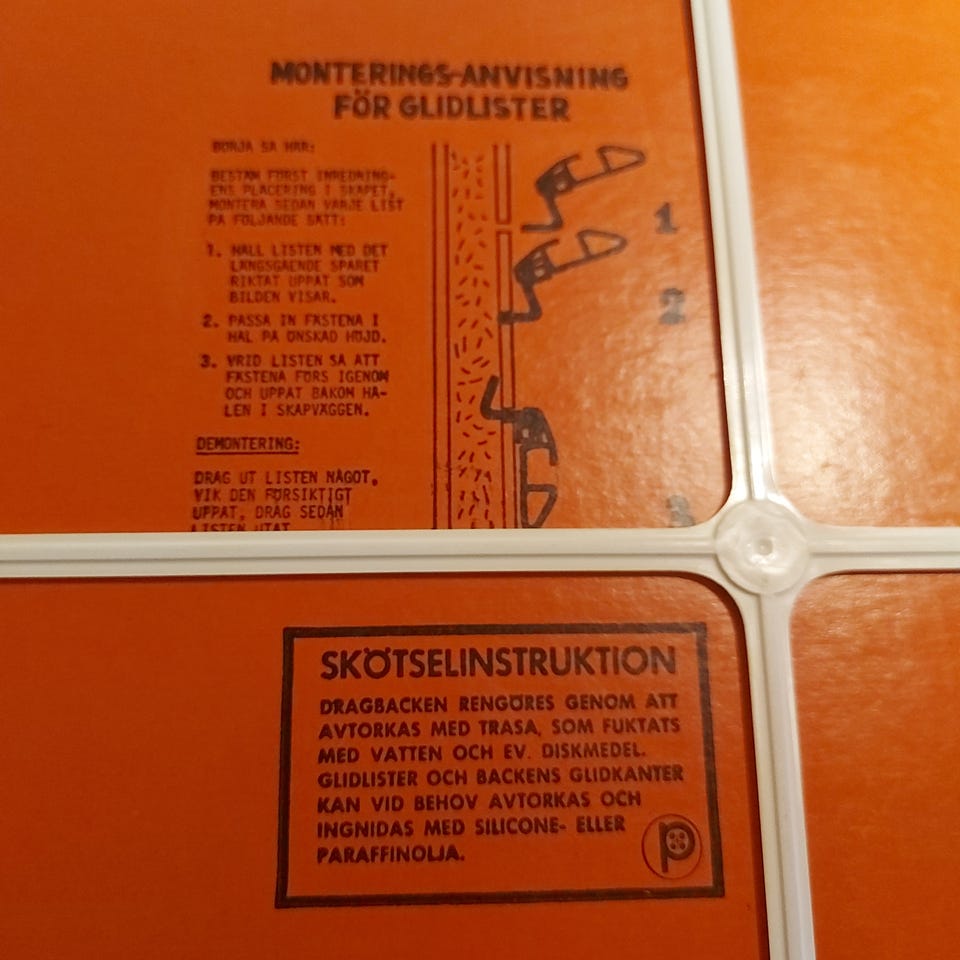 MONTERINGS-ANVISNING
FÖR GLIDLISTER
BÖRJA SÅ HÄR:
BESTÄM FÖRST INREDNING-
ENS PLACERING I SKÅPET,
MONTERA SEDAN VARJE LIST
PÅ FÖLJANDE SÄTT:
1. HÅLL LISTEN MED DET
LÄNGSGÅENDE SPÅRET
RIKTAT UPPÅT SOM
BILDEN VISAR.
2. PASSA IN FÄSTENA I
HÅL PÅ ÖNSKAD HÖJD.
3. VRID LISTEN SÅ ATT
FÄSTENA FÖRS IGENOM
OCH UPPÅT BAKOM HÅ-
LEN I SKÅPVÄGGEN.
DEMONTERING:
DRAG UT LISTEN NÅGOT,
VIK DEN FÖRSIKTIGT
UPPÅT, DRAG SEDAN
LISTEN UTÅT
1
2
3
SKÖTSELINSTRUKTION
DRAGBACKEN RENGÖRES GENOM ATT
AVTORKAS MED TRASA, SOM FUKTATS
MED VATTEN OCH EV. DISKMEDEL.
GLIDLISTER OCH BACKENS GLIDKANTER
KAN VID BEHOV AVTORKAS OCH
INGNIDAS MED SILICONE- ELLER
PARAFFINOLJA.
p